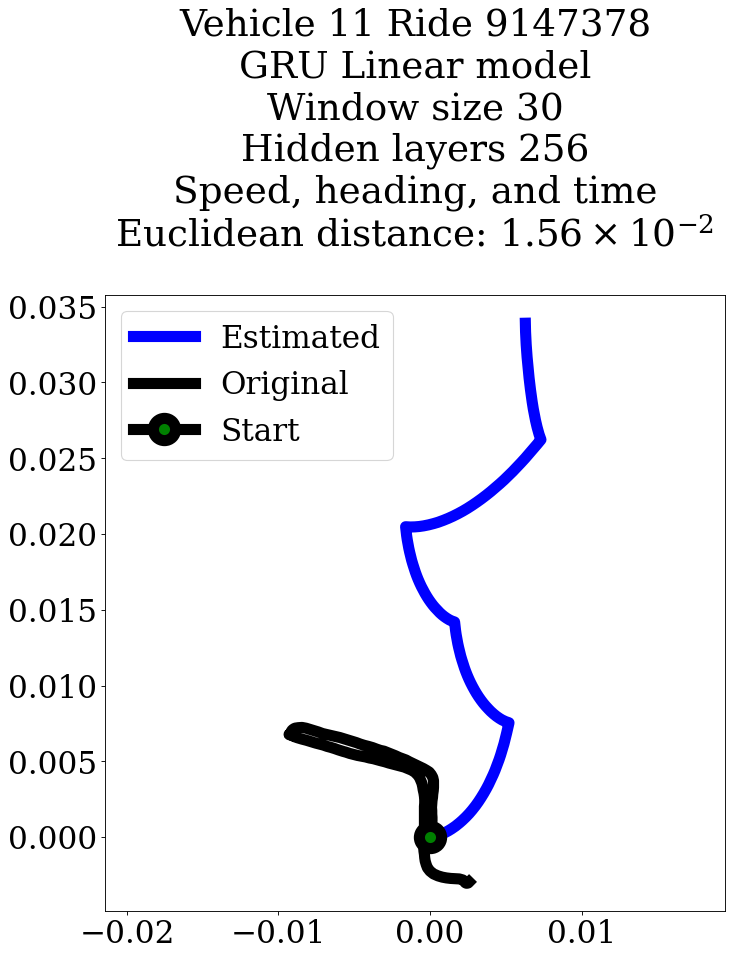 Vehicle 11 Ride 9147378
GRU Linear model
Window size 30
Hidden layers 256
Speed, heading, and time
Euclidean distance: 1.56 × 10⁻²
Estimated
Original
Start
0.035
0.030
0.025
0.020
0.015
0.010
0.005
0.000
−0.02 −0.01 0.00 0.01